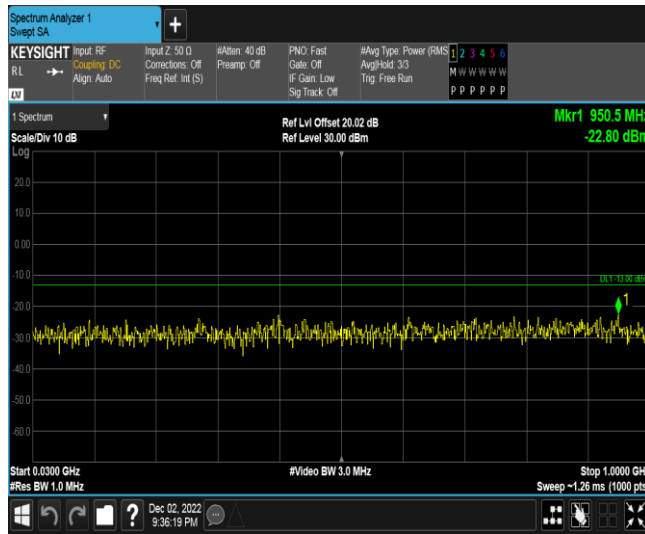 Spectrum Analyzer 1
Swept SA
+
KEYSIGHT
RL
LXI
Input: RF
Coupling: DC
Align: Auto
Input Z: 50 Ω
Corrections: Off
Freq Ref: Int (S)
#Atten: 40 dB
Preamp: Off
PNO: Fast
Gate: Off
IF Gain: Low
Sig Track: Off
#Avg Type: Power (RMS
Avg|Hold: 3/3
Trig: Free Run
1 2 3 4 5 6
M W W W W W
P P P P P P
1 Spectrum
Scale/Div 10 dB
Log
Ref Lvl Offset 20.02 dB
Ref Level 30.00 dBm
Mkr1 950.5 MHz
-22.80 dBm
20.0
10.0
0.00
-10.0
-20.0
-30.0
-40.0
-50.0
-60.0
DL1 -13.00 dBm
1
Start 0.0300 GHz
#Res BW 1.0 MHz
#Video BW 3.0 MHz
Stop 1.0000 GH
Sweep ~1.26 ms (1000 pts
?
Dec 02, 2022
9:36:19 PM